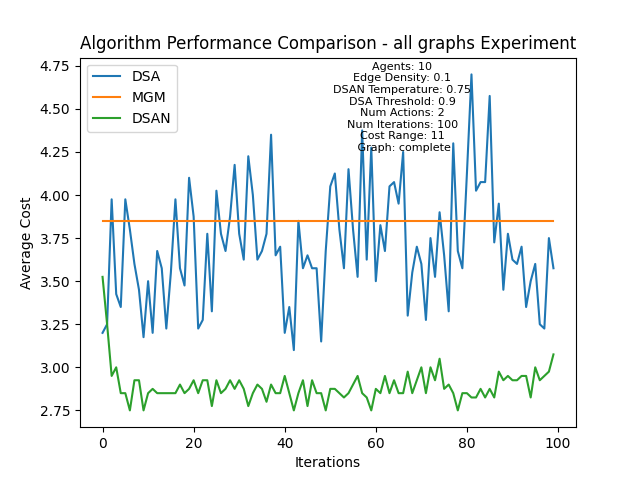 Algorithm Performance Comparison - all graphs Experiment
DSA
MGM
DSAN
Agents: 10
Edge Density: 0.1
DSAN Temperature: 0.75
DSA Threshold: 0.9
Num Actions: 2
Num Iterations: 100
Cost Range: 11
Graph: complete
Average Cost
4.75
4.50
4.25
4.00
3.75
3.50
3.25
3.00
2.75
0 20 40 60 80 100
Iterations